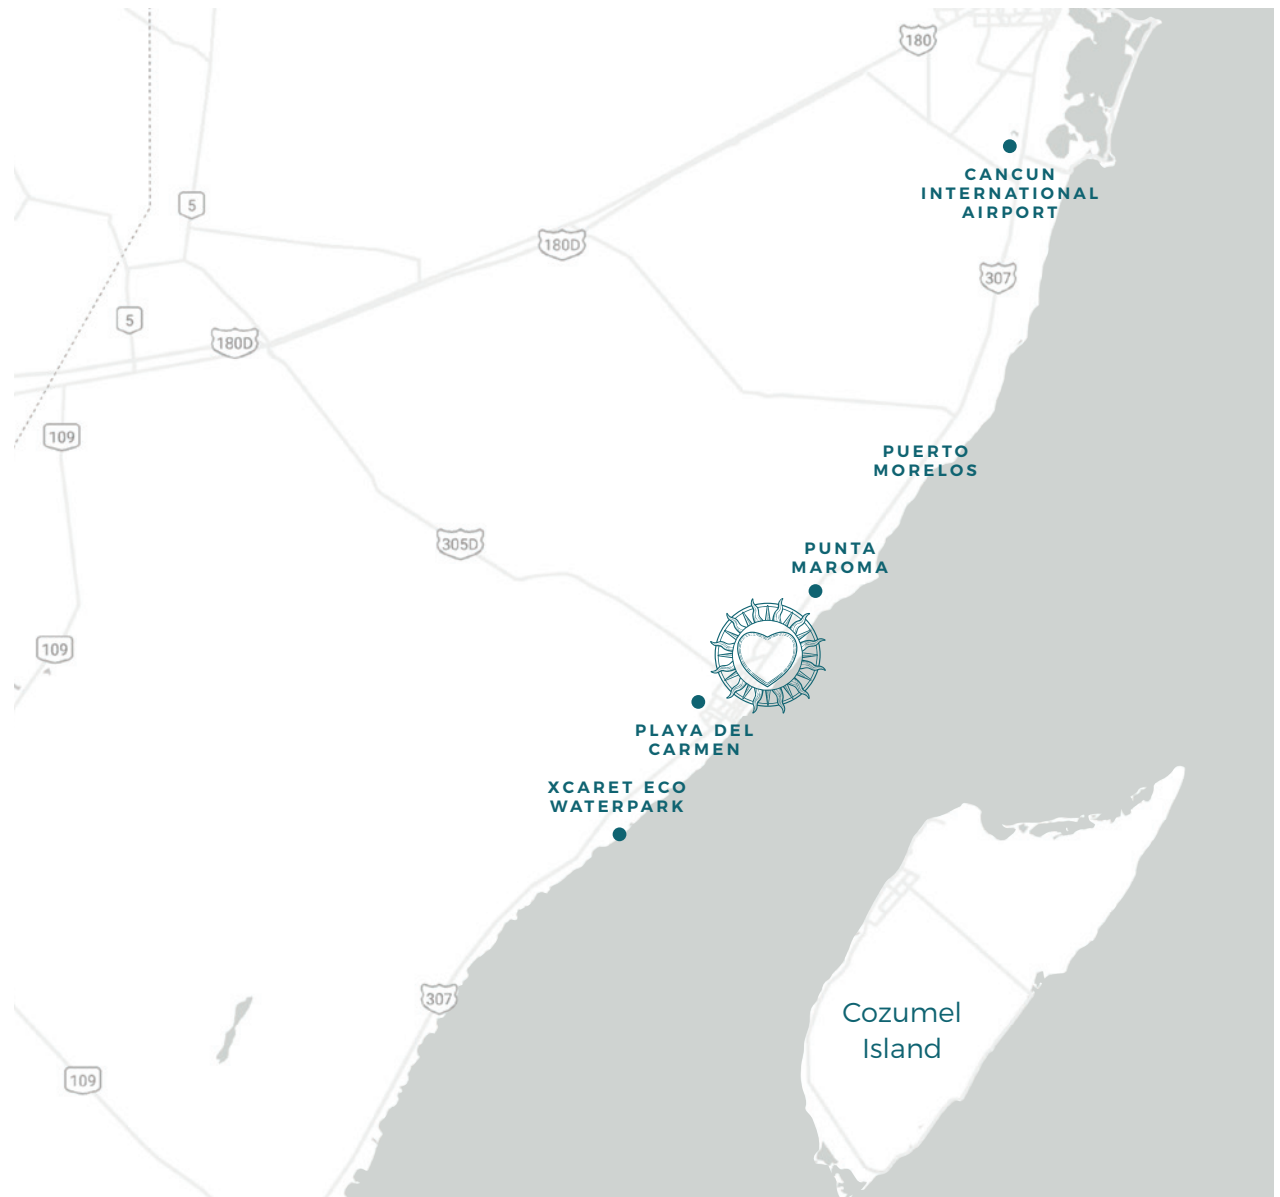 180
CANCUN
INTERNATIONAL
AIRPORT
5
180D
307
5
180D
109
PUERTO
MORELOS
305D
PUNTA
MAROMA
109
PLAYA DEL
CARMEN
XCARET ECO
WATERPARK
307
Cozumel
Island
109